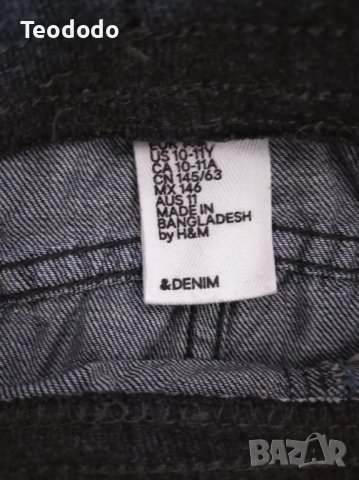 Teododo
US 10-11Y
CA 10-11A
CN 145/63
MX 146
AUS 11
MADE IN
BANGLADESH
by H&M
&DENIM
BAZAR